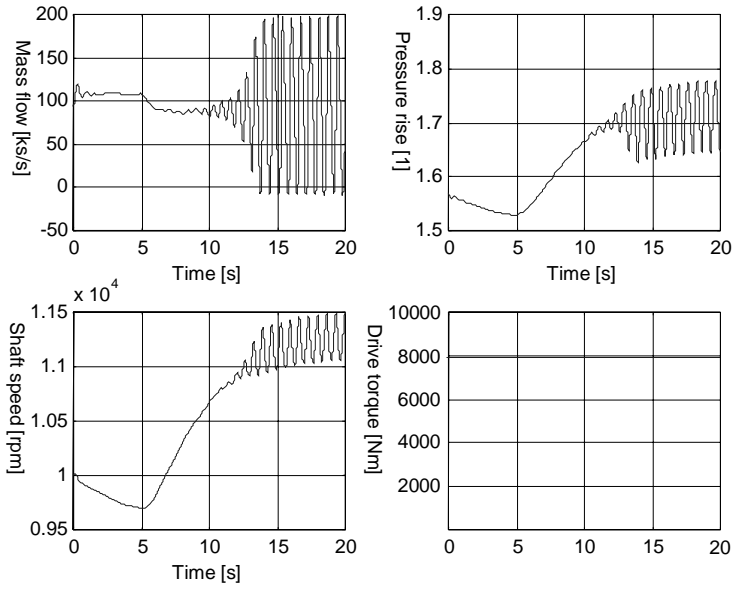 Mass flow [ks/s]
200
150
100
50
0
-50
0 5 10 15 20
Time [s]
Pressure rise [1]
1.9
1.8
1.7
1.6
1.5
0 5 10 15 20
Time [s]
x 10^4
Shaft speed [rpm]
1.15
1.1
1.05
1
0.95
0 5 10 15 20
Time [s]
Drive torque [Nm]
10000
8000
6000
4000
2000
0 5 10 15 20